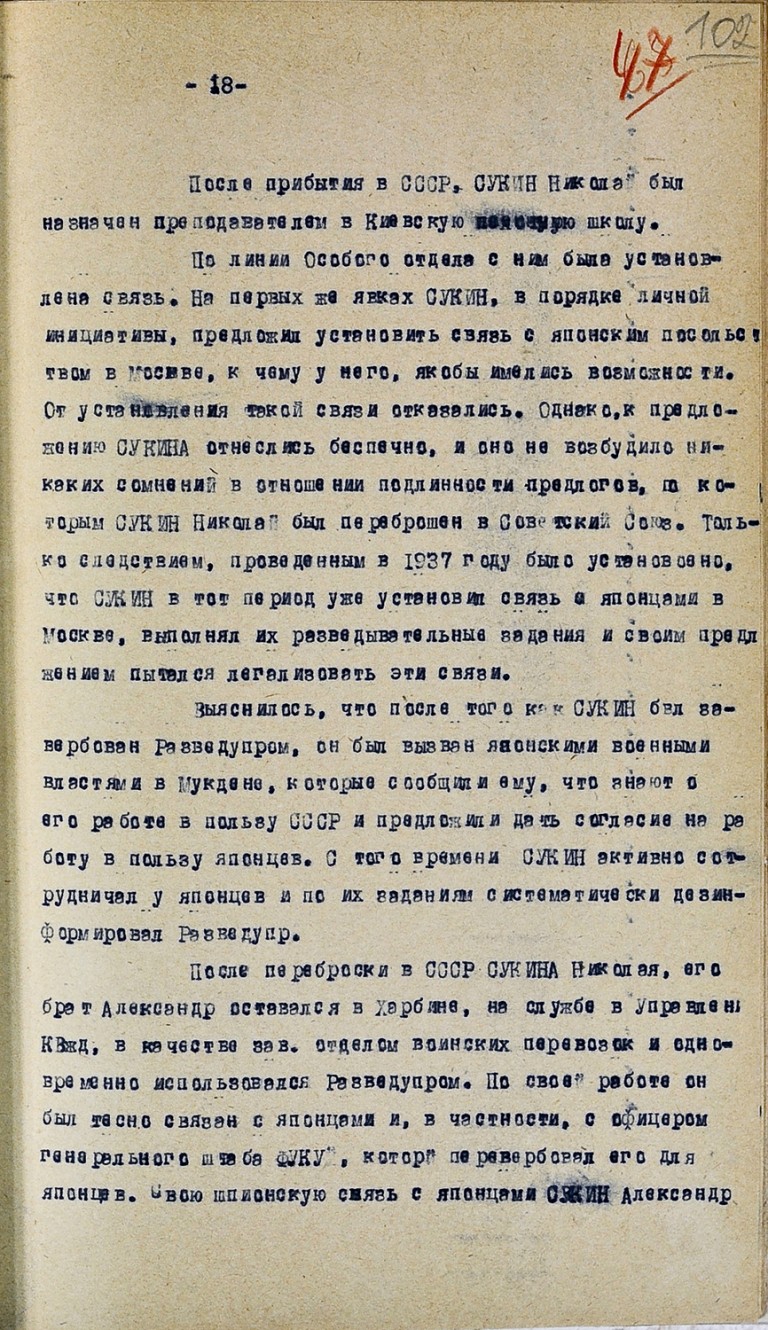 102
47
- 18-
После прибытия в СССР, СУКИН Николай был
назначен преподавателем в Киевскую школу.
По линии Особого отдела с ним была установ-
лена связь. На первых же явках СУКИН, в порядке личной
инициативы, предложил установить связь с японским посольст
твом в Москве, к чему у него, якобы имелись возможности.
От установления такой связи отказались. Однако,к предло-
жению СУКИНА отнеслись беспечно, и оно не возбудило ни-
каких сомнений в отношении подлинности предлогов, по ко-
торым СУКИН Николай был переброшен в Советский Союз. Толь-
ко следствием, проведенным в 1937 году было установоено,
что СУКИН в тот период уже установил связь с японцами в
Москве, выполнял их разведывательные задания и своим предл
жением пытался легализовать эти связи.
Выяснилось, что после того как СУКИН бвл за-
вербован Разведупром, он был вызван японскими военными
властями в Мукдене, которые сообщили ему, что знают о
его работе в пользу СССР и предложили дать согласие на ра
боту в пользу японцев. С того времени СУКИН активно сот-
рудничал у японцев и по их заданиям систематически дезин-
формировал Разведупр.
После переброски в СССР СУКИНА Николая, его
брат Александр оставался в Харбине, на службе в Управлени
КВжд, в качестве зав. отделом воинских перевозок и одно-
временно использовался Разведупром. По своей работе он
был тесно связан с японцами и, в частности, с офицером
генерального штаба ФУКУЙ, который перевербовал его для
японцев. Свою шпионскую связь с японцами СУКИН Александр